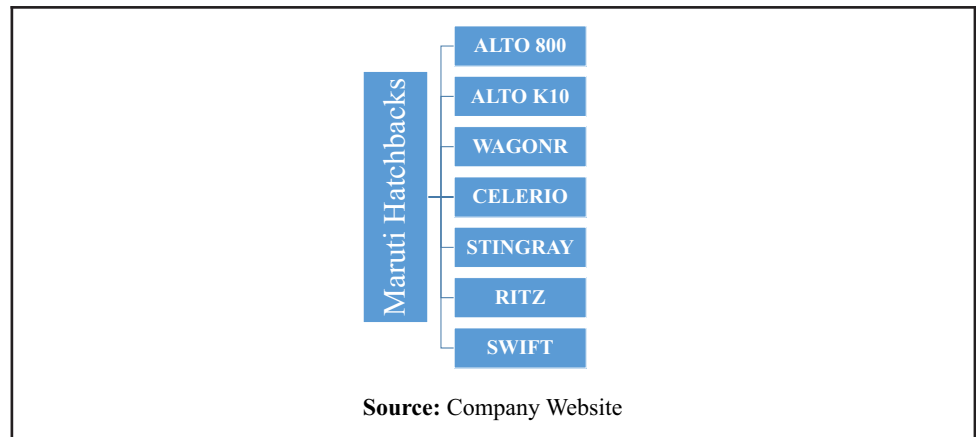 Maruti Hatchbacks
ALTO 800
ALTO K10
WAGONR
CELERIO
STINGRAY
RITZ
SWIFT
Source: Company Website